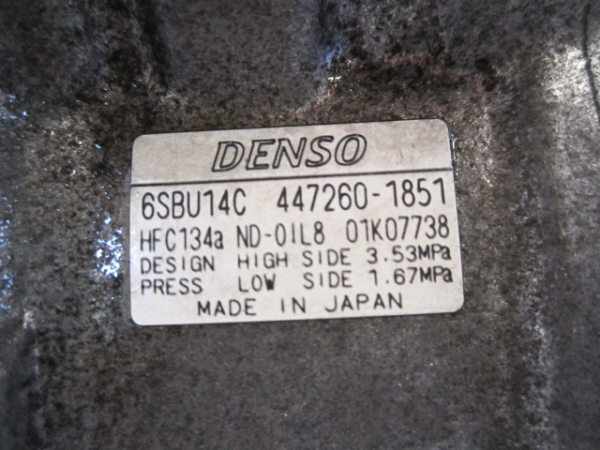 DENSO
6SBU14C 447260-1851
HFC134a ND-OIL8 01K07738
DESIGN HIGH SIDE 3.53MPa
PRESS LOW SIDE 1.67MPa
MADE IN JAPAN